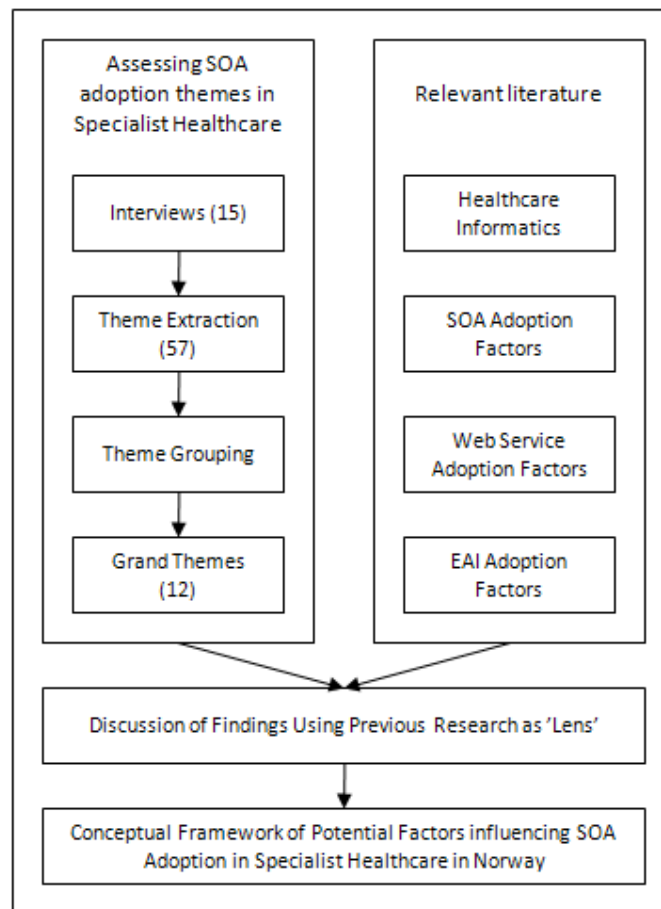 Assessing SOA
adoption themes in
Specialist Healthcare
Interviews (15)
Theme Extraction
(57)
Theme Grouping
Grand Themes
(12)
Relevant literature
Healthcare
Informatics
SOA Adoption
Factors
Web Service
Adoption Factors
EAI Adoption
Factors
Discussion of Findings Using Previous Research as ‘Lens’
Conceptual Framework of Potential Factors influencing SOA
Adoption in Specialist Healthcare in Norway